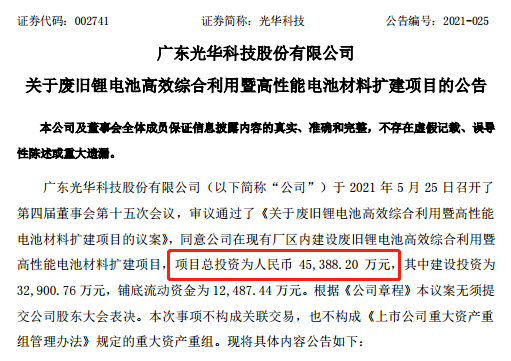 证券代码：002741 证券简称：光华科技 公告编号：2021-025
广东光华科技股份有限公司
关于废旧锂电池高效综合利用暨高性能电池材料扩建项目的公告
本公司及董事会全体成员保证信息披露内容的真实、准确和完整，不存在虚假记载、误导
性陈述或重大遗漏。
广东光华科技股份有限公司（以下简称“公司”）于 2021 年 5 月 25 日召开了
第四届董事会第十五次会议，审议通过了《关于废旧锂电池高效综合利用暨高性能
电池材料扩建项目的议案》，同意公司在现有厂区内建设废旧锂电池高效综合利用暨
高性能电池材料扩建项目，项目总投资为人民币 45,388.20 万元，其中建设投资为
32,900.76 万元，铺底流动资金为 12,487.44 万元。根据《公司章程》本议案无须提
交公司股东大会表决。本次事项不构成关联交易，也不构成《上市公司重大资产重
组管理办法》规定的重大资产重组。现将具体内容公告如下：